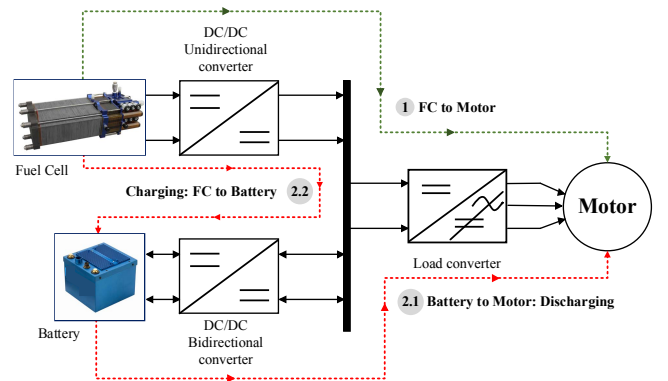 DC/DC
Unidirectional
converter
1 FC to Motor
Fuel Cell
Charging: FC to Battery 2.2
Motor
Load converter
2.1 Battery to Motor: Discharging
Battery
DC/DC
Bidirectional
converter